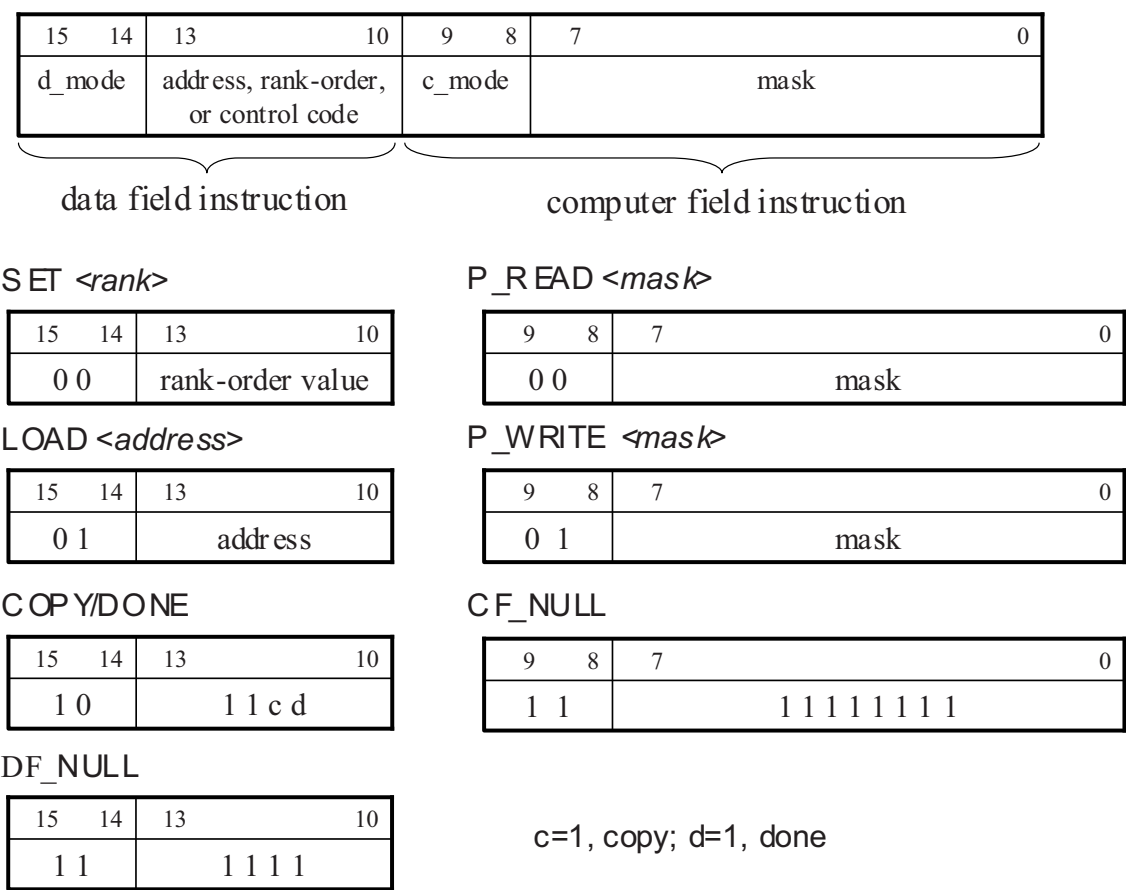 15 14 13 10 9 8 7 0
d_mode address, rank-order, or control code c_mode mask
data field instruction computer field instruction
SET <rank> P_READ <mask>
15 14 13 10 9 8 7 0
0 0 rank-order value 0 0 mask
LOAD <address> P_WRITE <mask>
15 14 13 10 9 8 7 0
0 1 address 0 1 mask
COPY/DONE CF_NULL
15 14 13 10 9 8 7 0
1 0 1 1 c d 1 1 1 1 1 1 1 1 1 1
DF_NULL
15 14 13 10
1 1 1 1 1 1
c=1, copy; d=1, done